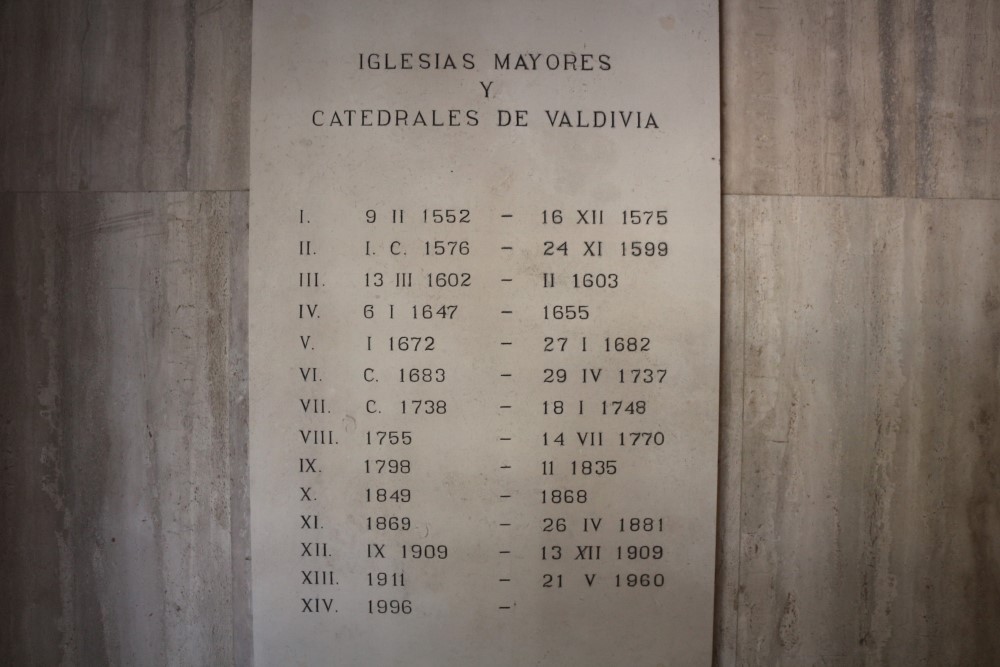 IGLESIAS MAYORES
Y
CATEDRALES DE VALDIVIA
I. 9 II 1552 – 16 XII 1575
II. I. C. 1576 – 24 XI 1599
III. 13 III 1602 – II 1603
IV. 6 I 1647 – 1655
V. I 1672 – 27 I 1682
VI. C. 1683 – 29 IV 1737
VII. C. 1738 – 18 I 1748
VIII. 1755 – 14 VII 1770
IX. 1798 – II 1835
X. 1849 – 1868
XI. 1869 – 26 IV 1881
XII. IX 1909 – 13 XII 1909
XIII. 1911 – 21 V 1960
XIV. 1996 –